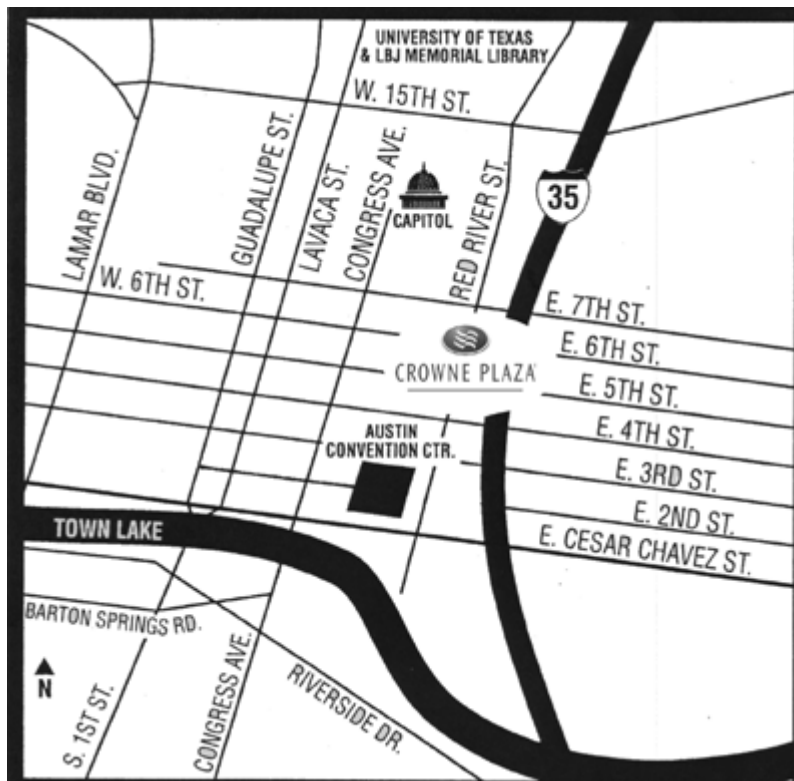 UNIVERSITY OF TEXAS
& LBJ MEMORIAL LIBRARY
W. 15TH ST.
LAMAR BLVD.
GUADALUPE ST.
LAVACA ST.
CONGRESS AVE.
CAPITOL
RED RIVER ST.
35
W. 6TH ST.
E. 7TH ST.
E. 6TH ST.
CROWNE PLAZA
E. 5TH ST.
E. 4TH ST.
AUSTIN
CONVENTION CTR.
E. 3RD ST.
E. 2ND ST.
TOWN LAKE
E. CESAR CHAVEZ ST.
BARTON SPRINGS RD.
N
S. 1ST ST.
CONGRESS AVE.
RIVERSIDE DR.